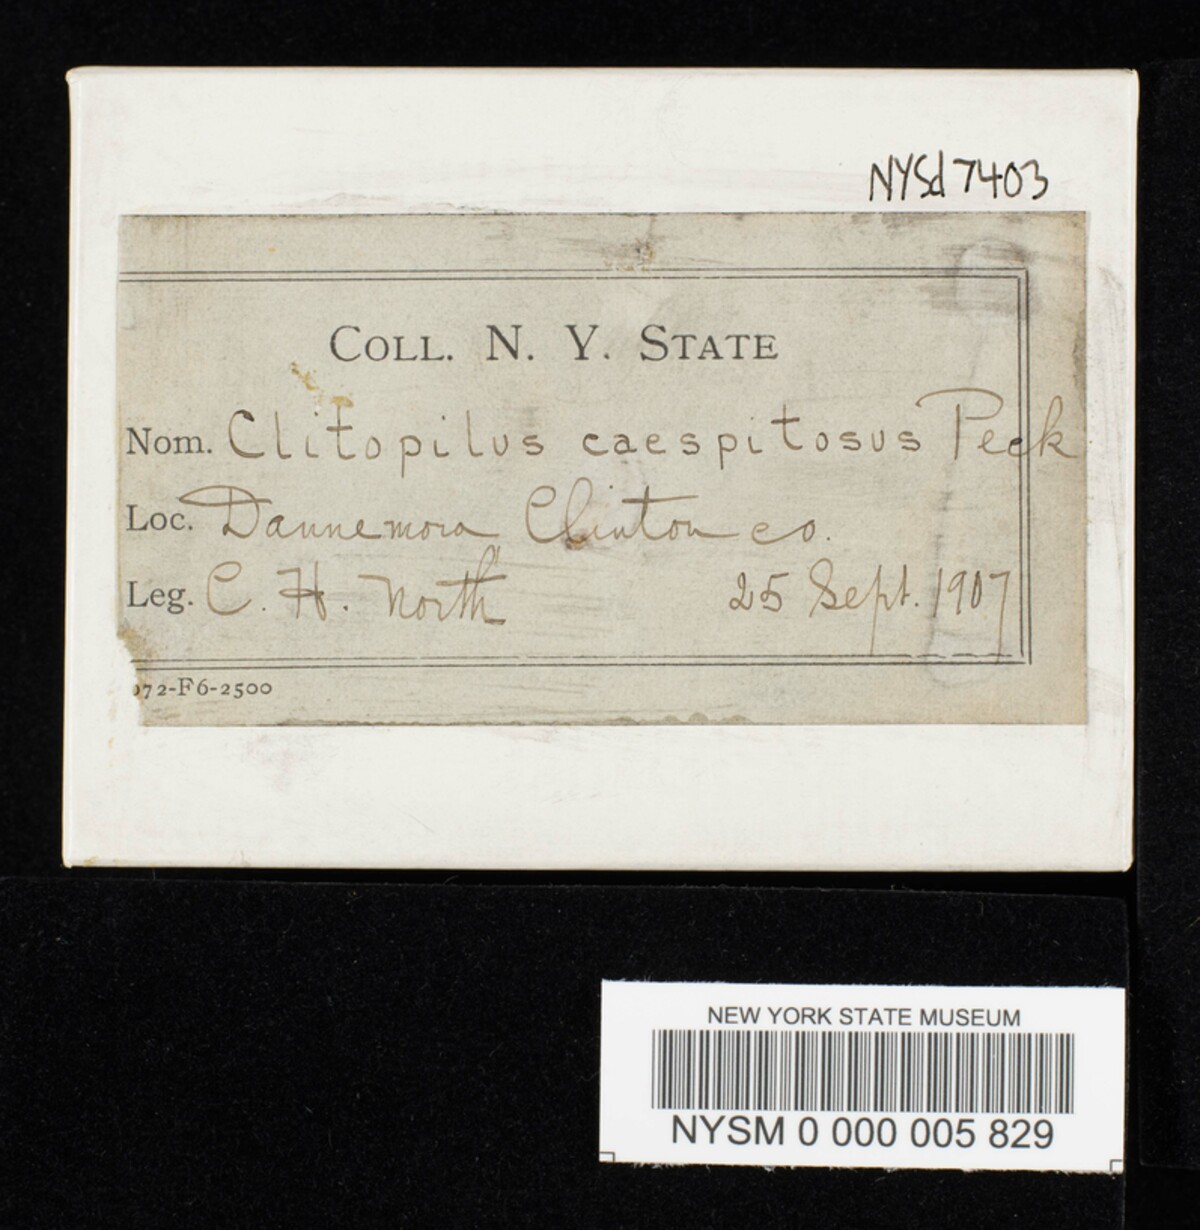 NYSd 7403
COLL. N. Y. STATE
Nom. Clitopilus caespitosus Peck
Loc. Dannemora Clinton co.
Leg. C. H. North 25 Sept. 1907
072-F6-2500
NEW YORK STATE MUSEUM
NYSM 0 000 005 829